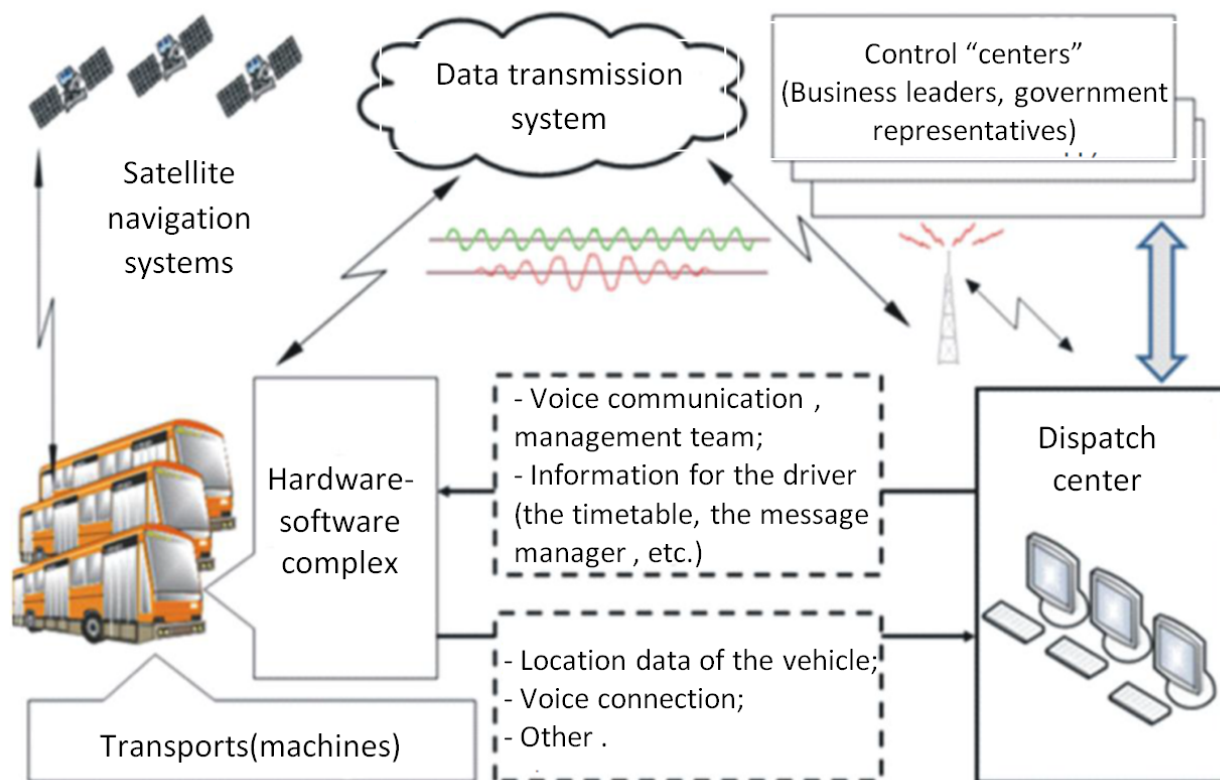 Data transmission
system
Control “centers”
(Business leaders, government
representatives)
Satellite
navigation
systems
- Voice communication ,
management team;
- Information for the driver
(the timetable, the message
manager , etc.)
Dispatch
center
Hardware-
software
complex
- Location data of the vehicle;
- Voice connection;
- Other .
Transports(machines)